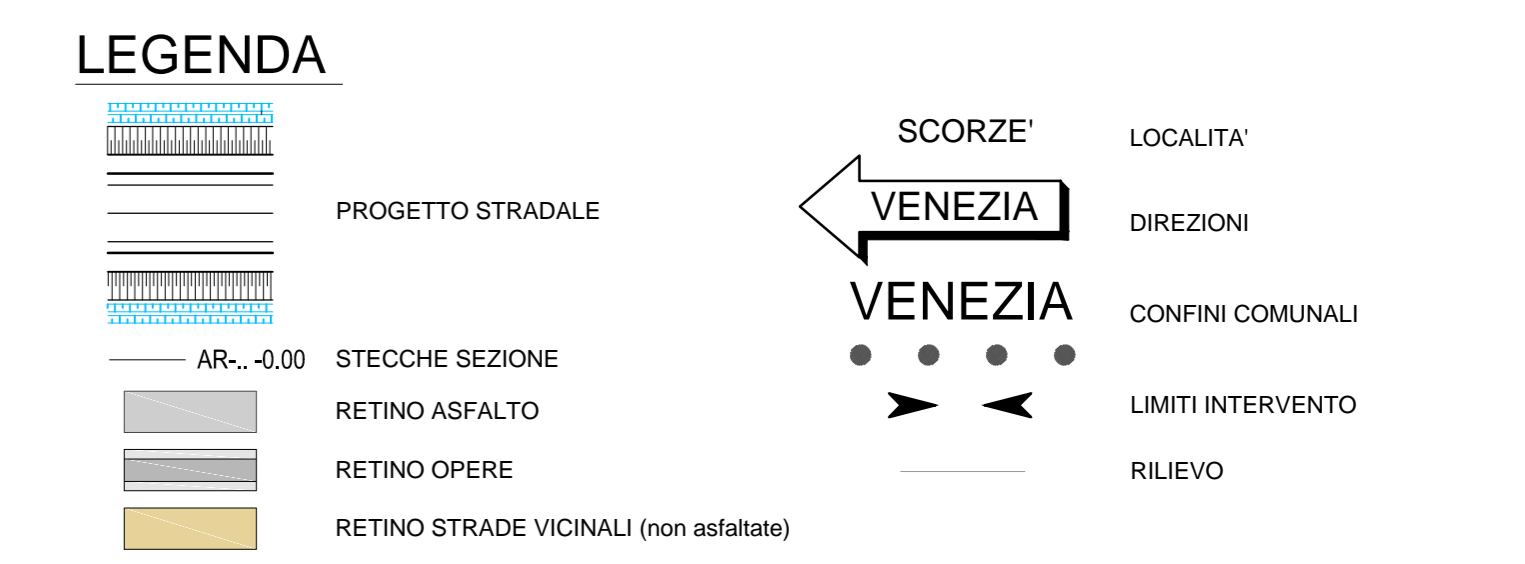 LEGENDA
PROGETTO STRADALE
AR-.. -0.00 STECCHE SEZIONE
RETINO ASFALTO
RETINO OPERE
RETINO STRADE VICINALI (non asfaltate)
SCORZE' LOCALITA'
VENEZIA DIREZIONI
VENEZIA CONFINI COMUNALI
LIMITI INTERVENTO
RILIEVO